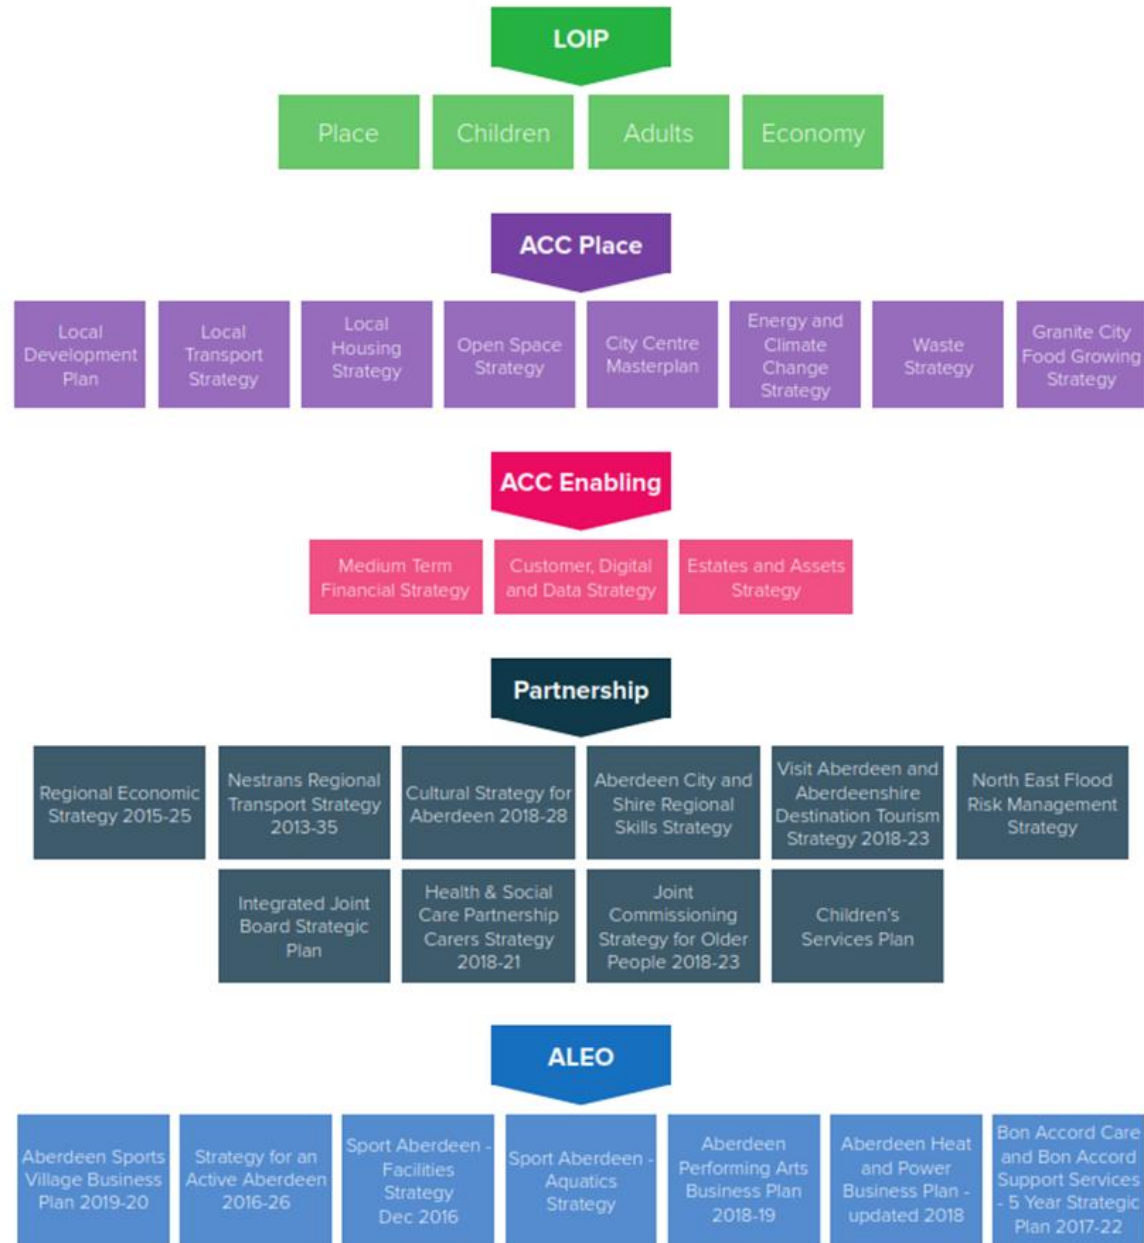 LOIP
Place
Children
Adults
Economy
ACC Place
Local
Development
Plan
Local
Transport
Strategy
Local
Housing
Strategy
Open Space
Strategy
City Centre
Masterplan
Energy and
Climate
Change
Strategy
Waste
Strategy
Granite City
Food Growing
Strategy
ACC Enabling
Medium Term
Financial Strategy
Customer, Digital
and Data Strategy
Estates and Assets
Strategy
Partnership
Regional Economic
Strategy 2015-25
Nestrans Regional
Transport Strategy
2013-35
Cultural Strategy for
Aberdeen 2018-28
Aberdeen City and
Shire Regional
Skills Strategy
Visit Aberdeen and
Aberdeenshire
Destination Tourism
Strategy 2018-23
North East Flood
Risk Management
Strategy
Integrated Joint
Board Strategic
Plan
Health & Social
Care Partnership
Carers Strategy
2018-21
Joint
Commissioning
Strategy for Older
People 2018-23
Children's
Services Plan
ALEO
Aberdeen Sports
Village Business
Plan 2019-20
Strategy for an
Active Aberdeen
2016-26
Sport Aberdeen -
Facilities
Strategy
Dec 2016
Sport Aberdeen -
Aquatics
Strategy
Aberdeen
Performing Arts
Business Plan
2018-19
Aberdeen Heat
and Power
Business Plan -
updated 2018
Bon Accord Care
and Bon Accord
Support Services
- 5 Year Strategic
Plan 2017-22